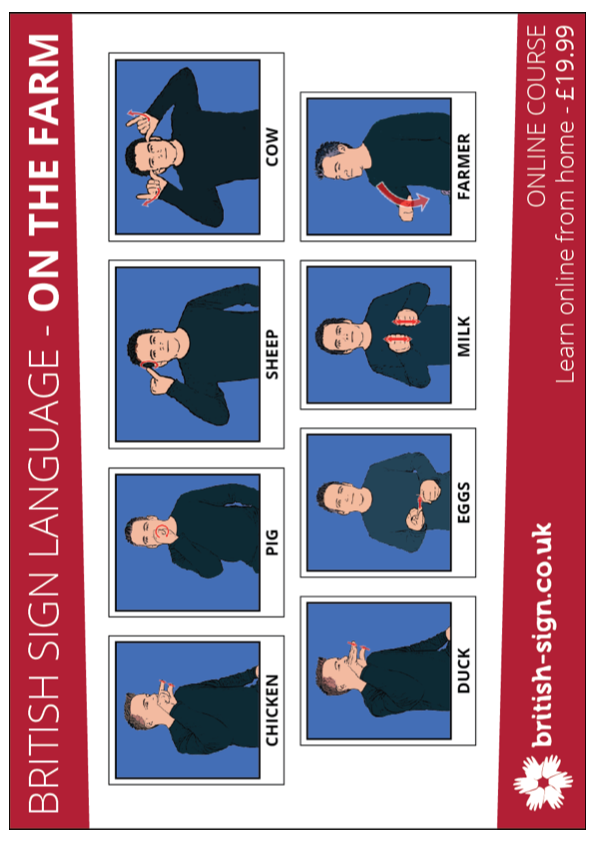 BRITISH SIGN LANGUAGE - ON THE FARM
CHICKEN
PIG
SHEEP
COW
DUCK
EGGS
MILK
FARMER
british-sign.co.uk
ONLINE COURSE
Learn online from home - £19.99